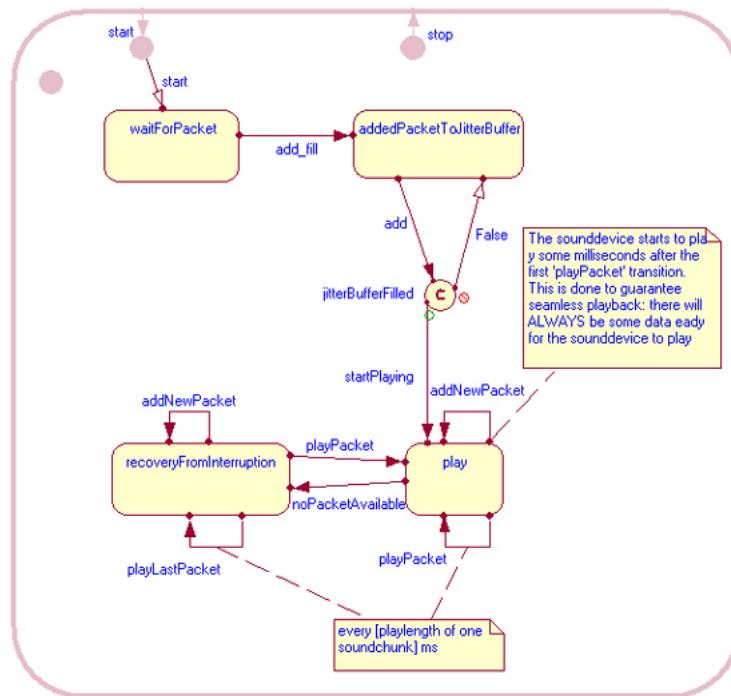 start
stop
start
waitForPacket
addedPacketToJitterBuffer
add_fill
add
False
The sounddevice starts to pla
y some milliseconds after the
first 'playPacket' transition.
This is done to guarantee
seamless playback: there will
ALWAYS be some data eady
for the sounddevice to play
jitterBufferFilled
C
startPlaying
addNewPacket
addNewPacket
playPacket
recoveryFromInterruption
play
noPacketAvailable
playPacket
playLastPacket
every [playlength of one
soundchunk] ms